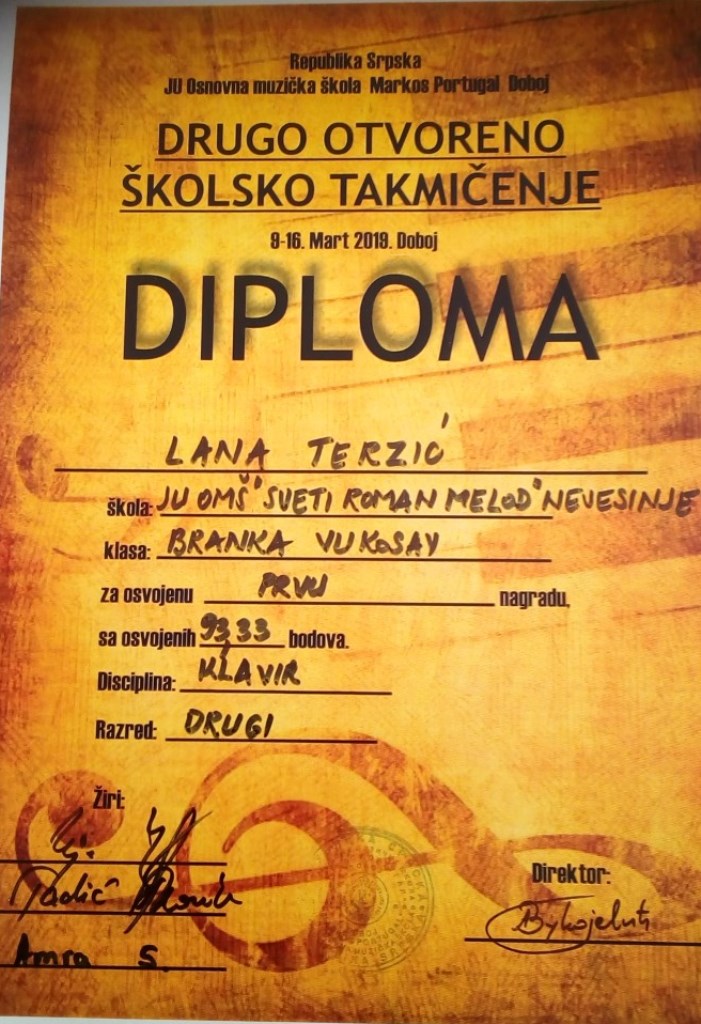 Republika Srpska
JU Osnovna muzička škola Markos Portugal Doboj
DRUGO OTVORENO
ŠKOLSKO TAKMIČENJE
9-16. Mart 2019. Doboj
DIPLOMA
LANA TERZIĆ
škola: JU OMŠ "SVETI ROMAN MELOD" NEVESINJE
klasa: BRANKA VUKOSAV
za osvojenu PRVU nagradu,
sa osvojenih 93,33 bodova.
Disciplina: KLAVIR
Razred: DRUGI
Žiri:
Direktor:
Tadić
Amra S.